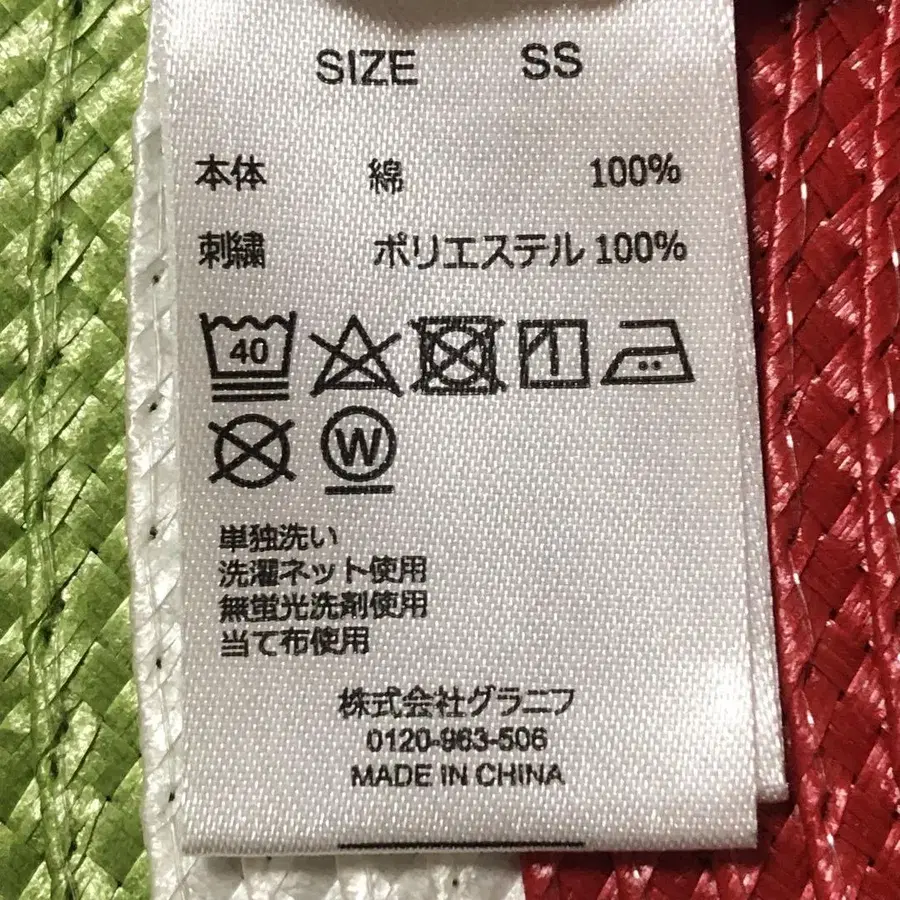 SIZE SS
本体 綿 100%
刺繍 ポリエステル 100%
40
W
単独洗い
洗濯ネット使用
無蛍光洗剤使用
当て布使用
株式会社グラニフ
0120-963-506
MADE IN CHINA